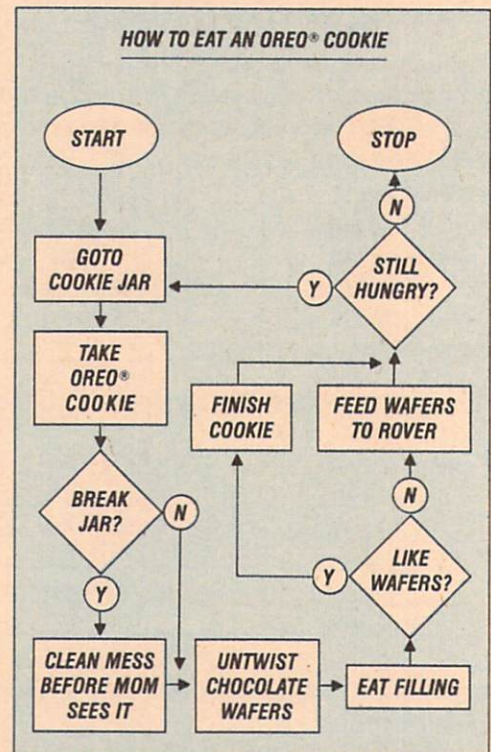 HOW TO EAT AN OREO® COOKIE
START
STOP
N
GOTO
COOKIE JAR
Y
STILL
HUNGRY?
TAKE
OREO®
COOKIE
FINISH
COOKIE
FEED WAFERS
TO ROVER
BREAK
JAR?
N
N
Y
Y
LIKE
WAFERS?
CLEAN MESS
BEFORE MOM
SEES IT
UNTWIST
CHOCOLATE
WAFERS
EAT FILLING